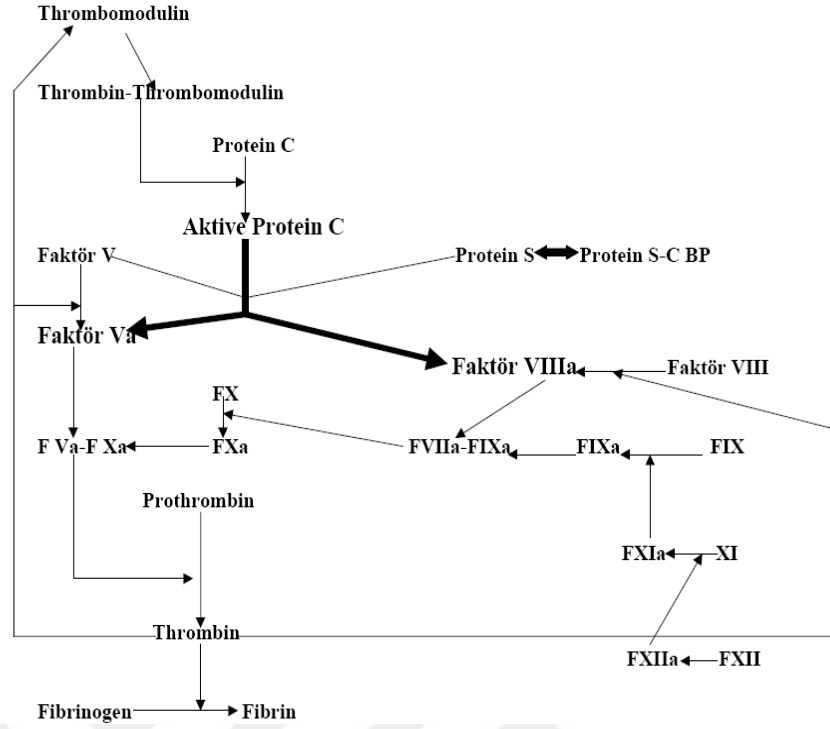 Thrombomodulin
Thrombin-Thrombomodulin
Protein C
Aktive Protein C
Faktör V
Protein S
Protein S-C BP
Faktör Va
Faktör VIIIa
Faktör VIII
FX
F Va-F Xa
FXa
FVIIa-FIXa
FIXa
FIX
Prothrombin
FXIa
XI
Thrombin
FXIIa
FXII
Fibrinogen
Fibrin